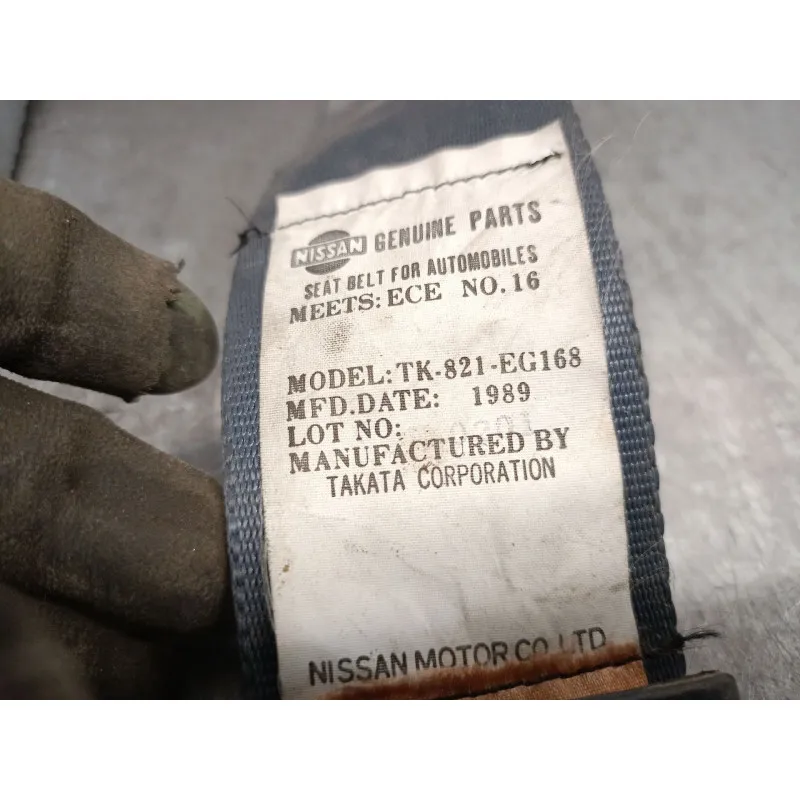 NISSAN GENUINE PARTS
SEAT BELT FOR AUTOMOBILES
MEETS: ECE NO. 16
MODEL: TK-821-EG168
MFD. DATE: 1989
LOT NO:
MANUFACTURED BY
TAKATA CORPORATION
NISSAN MOTOR CO. LTD